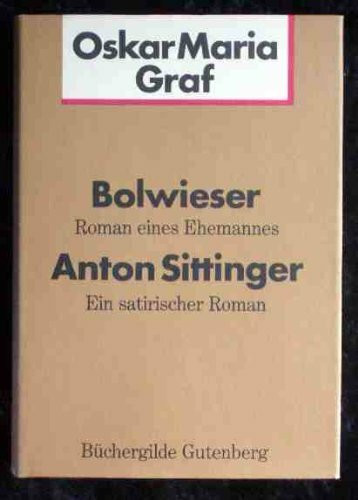 Oskar Maria
Graf
Bolwieser
Roman eines Ehemannes
Anton Sittinger
Ein satirischer Roman
Büchergilde Gutenberg